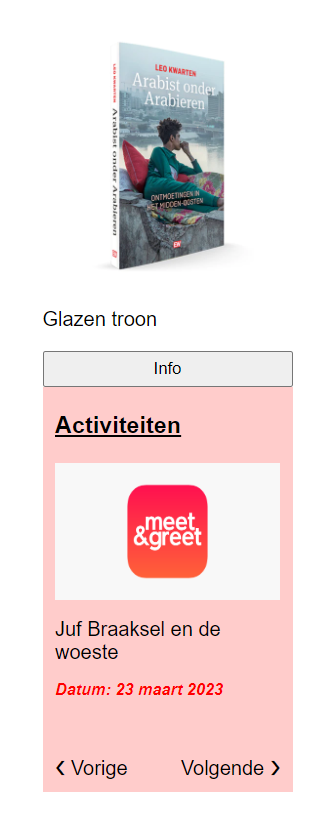 LEO KWARTEN
Arabist onder
Arabieren
ONTMOETINGEN IN
HET MIDDEN-OOSTEN
EW
LEO KWARTEN
Arabist onder Arabieren
Glazen troon
Info
Activiteiten
meet
&greet
Juf Braaksel en de
woeste
Datum: 23 maart 2023
‹ Vorige
Volgende ›